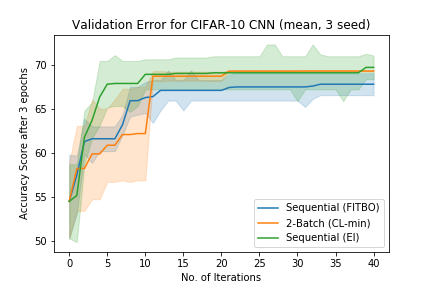 Validation Error for CIFAR-10 CNN (mean, 3 seed)
Accuracy Score after 3 epochs
70
65
60
55
50
Sequential (FITBO)
2-Batch (CL-min)
Sequential (EI)
0 5 10 15 20 25 30 35 40
No. of Iterations